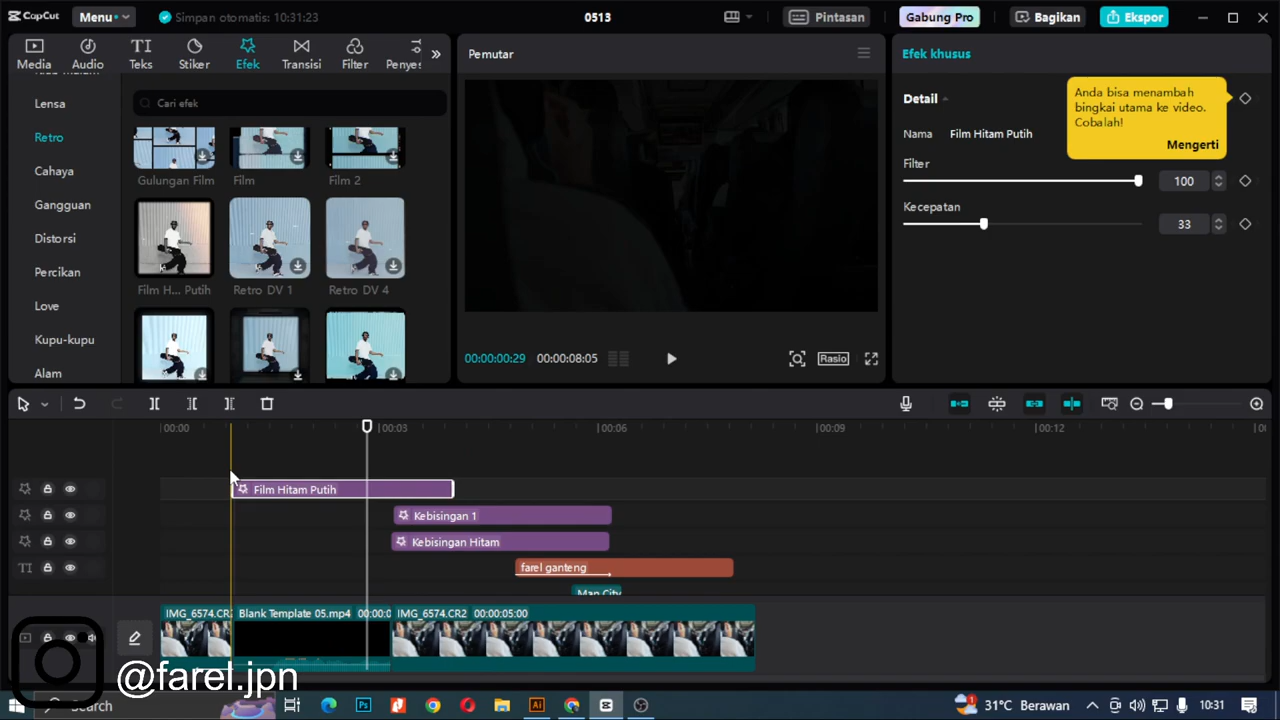 CapCut
Menu
Simpan otomatis: 10:31:23
0513
Pintasan
Gabung Pro
Bagikan
Ekspor
Media
Audio
Teks
Stiker
Efek
Transisi
Filter
Penye:
Pemutar
Efek khusus
Lensa
Retro
Cahaya
Gangguan
Distorsi
Percikan
Love
Kupu-kupu
Alam
Cari efek
Gulungan Film
Film
Film 2
Film H... Putih
Retro DV 1
Retro DV 4
00:00:00:29
00:00:08:05
Rasio
Detail
Nama
Film Hitam Putih
Filter
100
Kecepatan
33
Anda bisa menambah
bingkai utama ke video.
Cobalah!
Mengerti
00:00
00:03
00:06
00:09
00:12
Film Hitam Putih
Kebisingan 1
Kebisingan Hitam
farel ganteng
Man City
IMG_6574.CR2
Blank Template 05.mp4 00:00:0
IMG_6574.CR2 00:00:05:00
@farel.jpn
Search
31°C Berawan
10:31